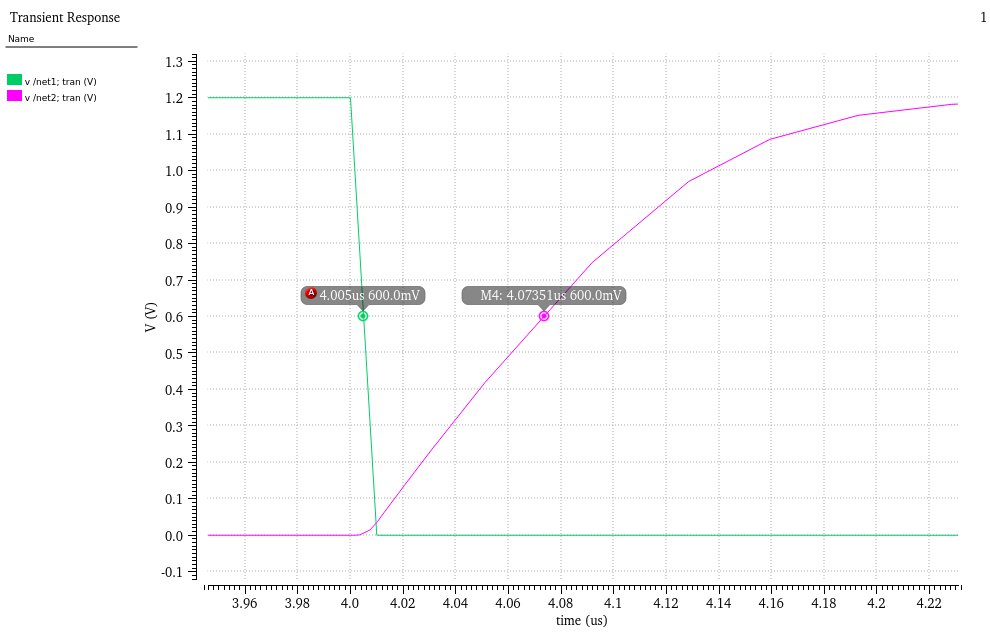 Transient Response
1
Name
v /net1; tran (V)
v /net2; tran (V)
1.3
1.2
1.1
1.0
0.9
0.8
0.7
0.6
0.5
0.4
0.3
0.2
0.1
0.0
-0.1
V (V)
A 4.005us 600.0mV
M4: 4.07351us 600.0mV
3.96 3.98 4.0 4.02 4.04 4.06 4.08 4.1 4.12 4.14 4.16 4.18 4.2 4.22
time (us)